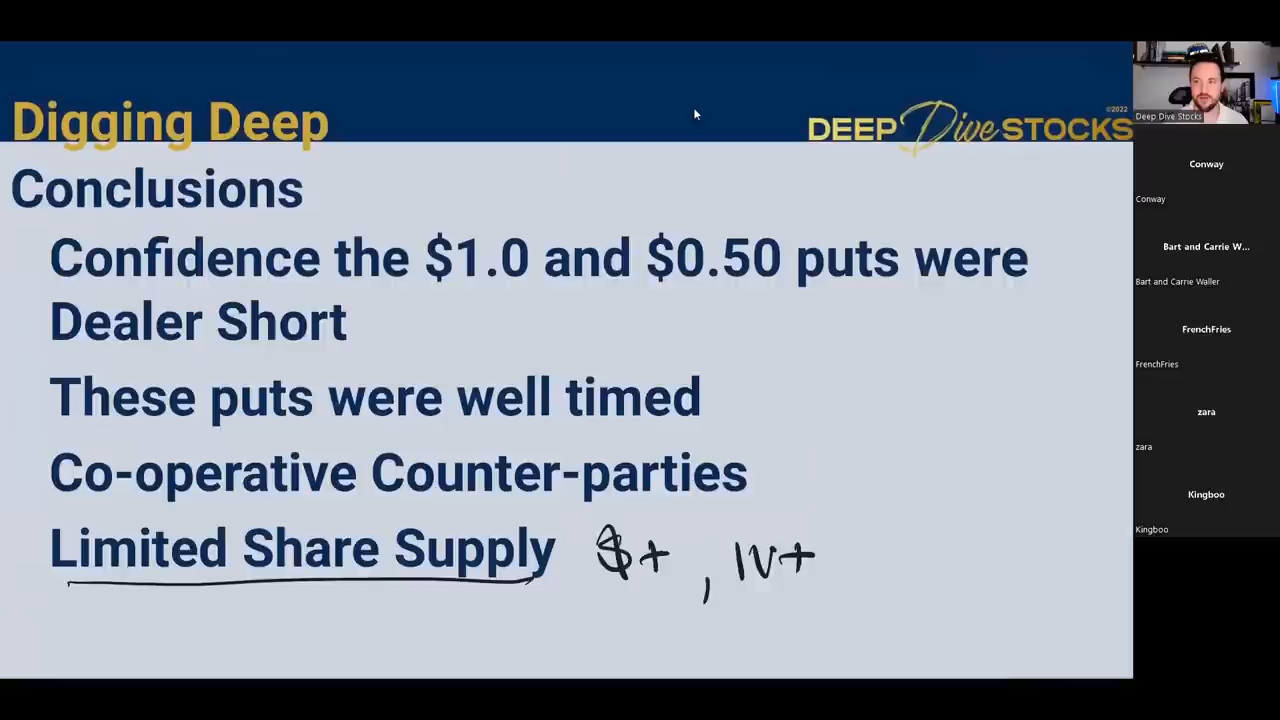 Digging Deep
©2022
DEEP Dive STOCKS
Conclusions
Confidence the $1.0 and $0.50 puts were
Dealer Short
These puts were well timed
Co-operative Counter-parties
Limited Share Supply $+, IV+
Deep Dive Stocks
Conway
Conway
Bart and Carrie W...
Bart and Carrie Waller
FrenchFries
FrenchFries
zara
zara
Kingboo
Kingboo